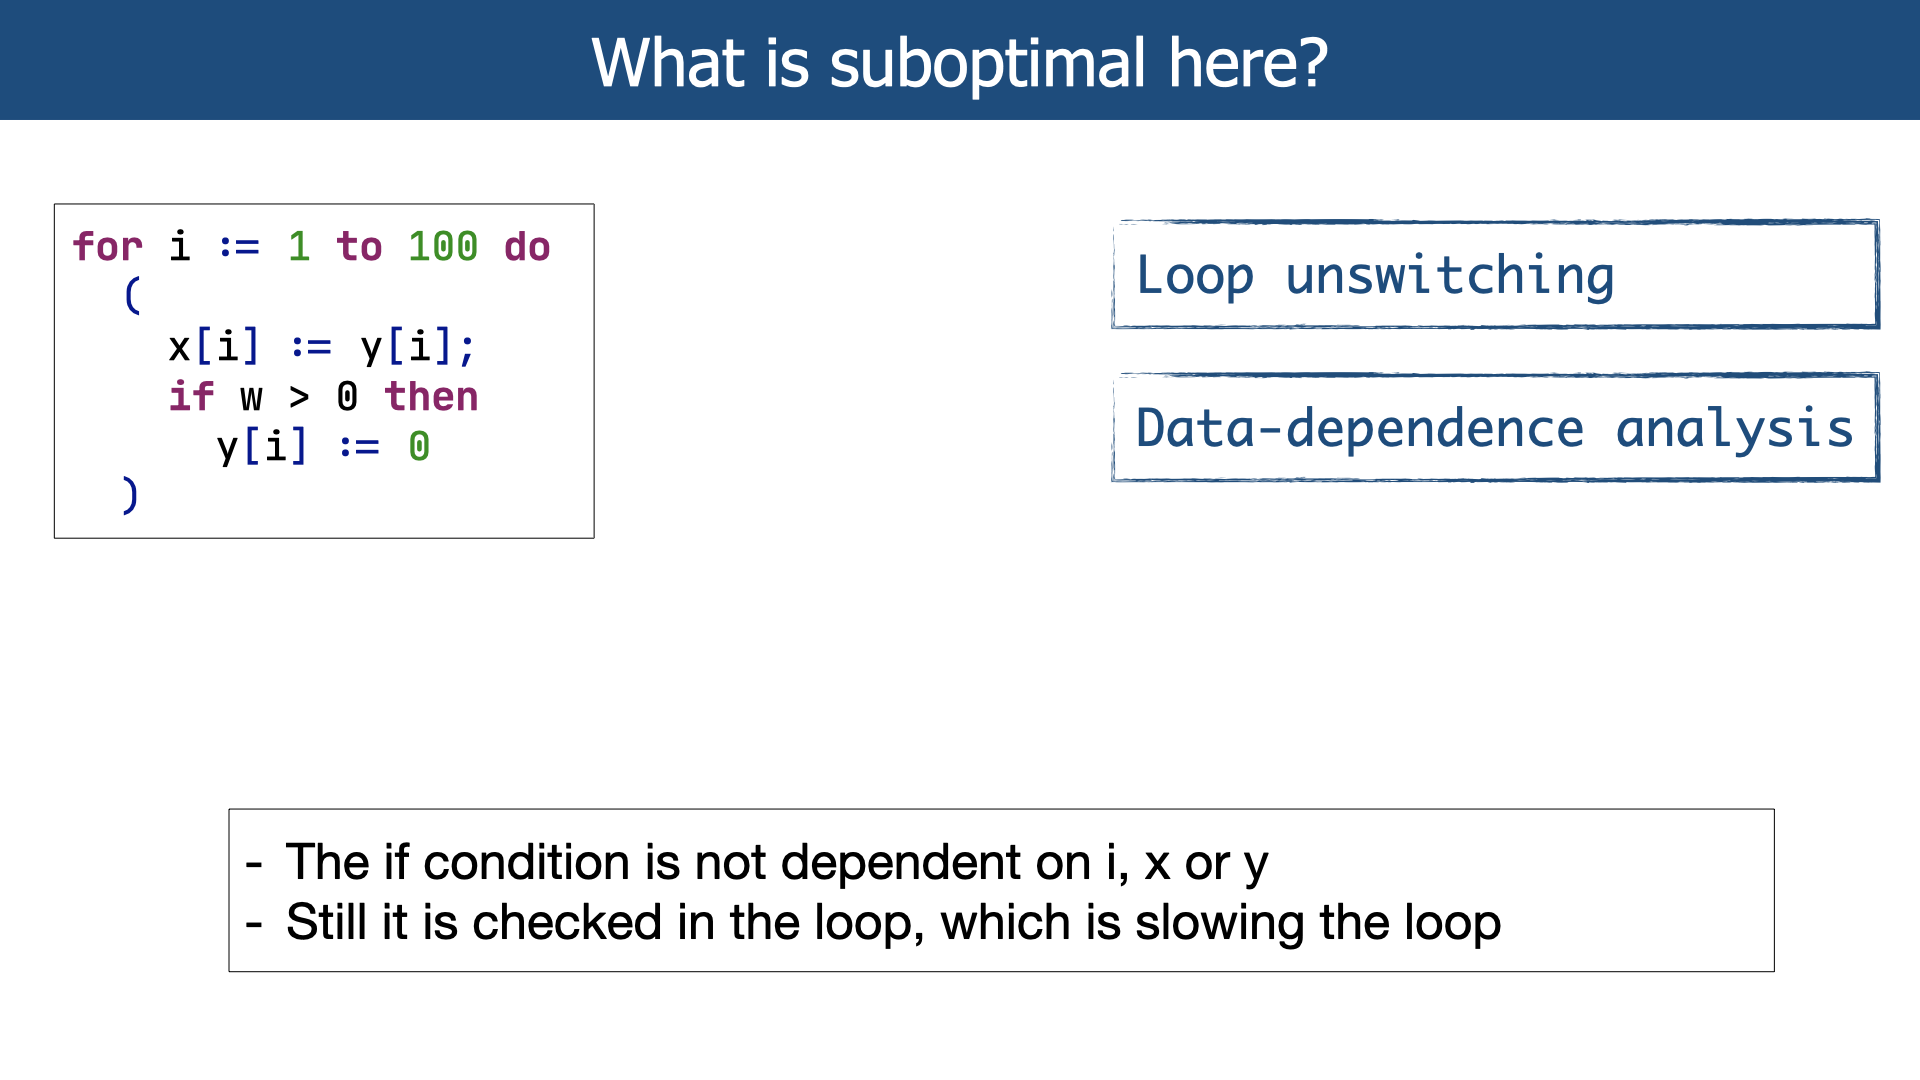 What is suboptimal here?
for i := 1 to 100 do
(
x[i] := y[i];
if w > 0 then
y[i] := 0
)
Loop unswitching
Data-dependence analysis
- The if condition is not dependent on i, x or y
- Still it is checked in the loop, which is slowing the loop